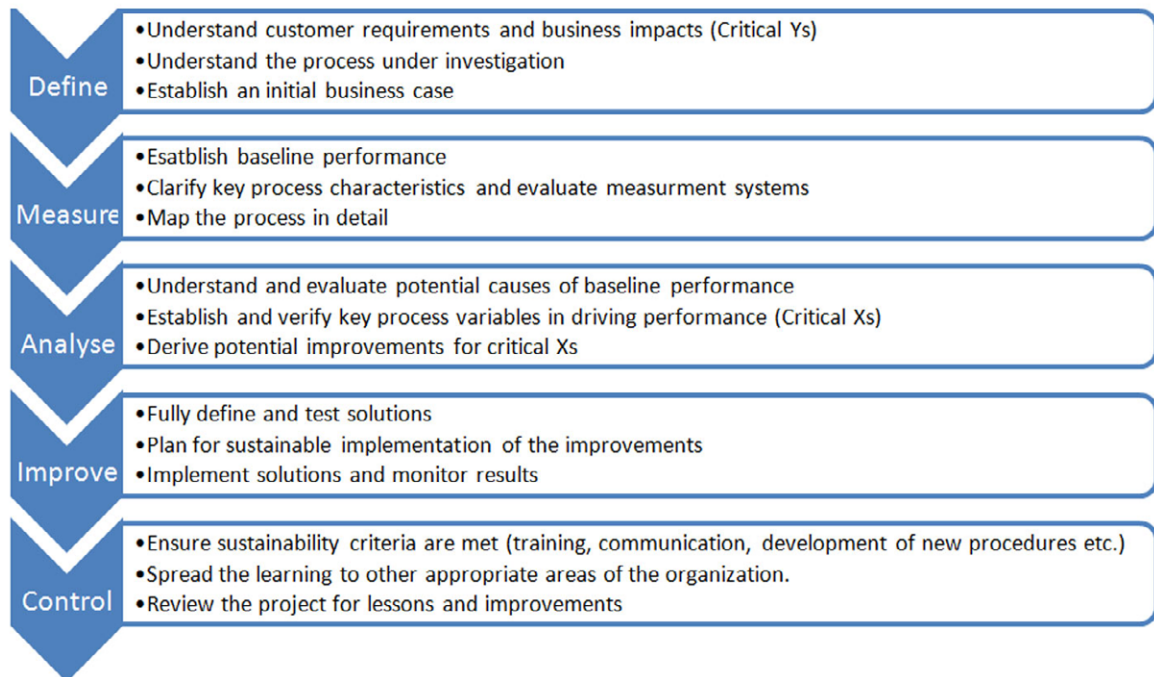 Define
•Understand customer requirements and business impacts (Critical Ys)
•Understand the process under investigation
•Establish an initial business case
Measure
•Esatblish baseline performance
•Clarify key process characteristics and evaluate measurment systems
•Map the process in detail
Analyse
•Understand and evaluate potential causes of baseline performance
•Establish and verify key process variables in driving performance (Critical Xs)
•Derive potential improvements for critical Xs
Improve
•Fully define and test solutions
•Plan for sustainable implementation of the improvements
•Implement solutions and monitor results
Control
•Ensure sustainability criteria are met (training, communication, development of new procedures etc.)
•Spread the learning to other appropriate areas of the organization.
•Review the project for lessons and improvements